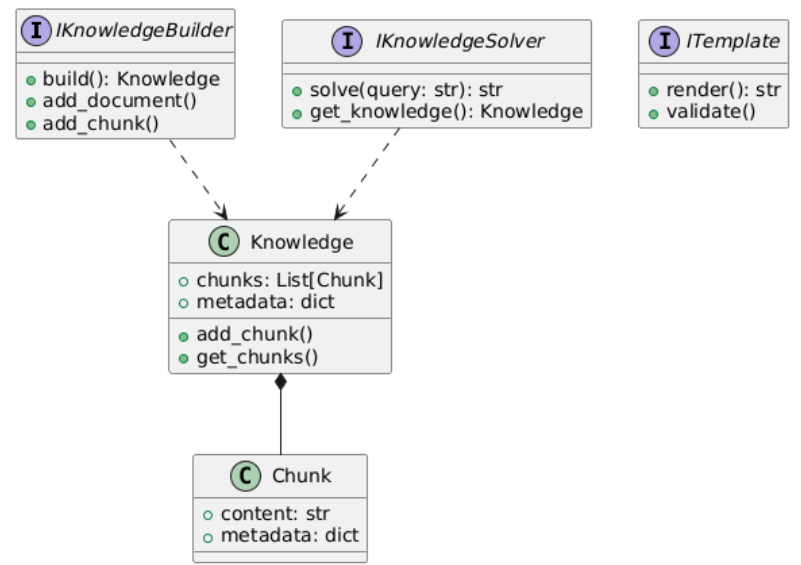 I IKnowledgeBuilder
build(): Knowledge
add_document()
add_chunk()
I IKnowledgeSolver
solve(query: str): str
get_knowledge(): Knowledge
I ITemplate
render(): str
validate()
C Knowledge
chunks: List[Chunk]
metadata: dict
add_chunk()
get_chunks()
C Chunk
content: str
metadata: dict